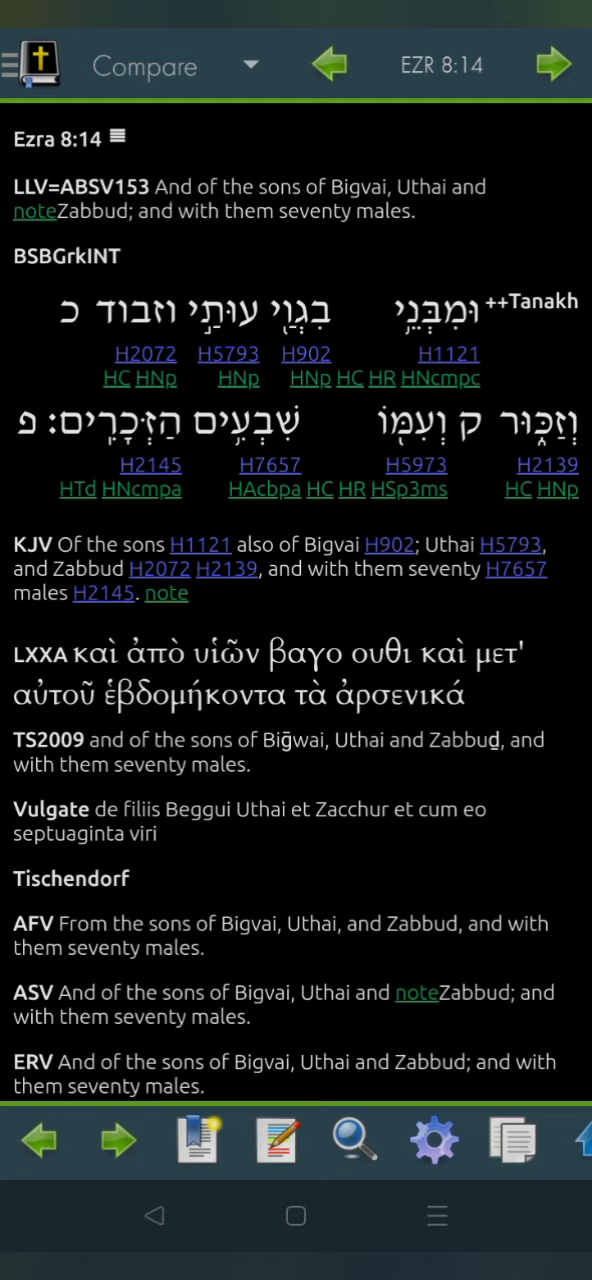 Compare
EZR 8:14
Ezra 8:14
LLV=ABSV153 And of the sons of Bigvai, Uthai and
noteZabbud; and with them seventy males.
BSBGrkINT
++Tanakh וּמִבְּנֵ֥י בִגְוַ֖י עוּתַ֣י וזבוד כ
H2072 H5793 H902 H1121
HC HNp HNp HNp HC HR HNcmpc
וְזַכּ֑וּר ק וְעִמּ֖וֹ שִׁבְעִ֥ים הַזְּכָרִֽים׃ פ
H2145 H7657 H5973 H2139
HTd HNcmpa HAcbpa HC HR HSp3ms HC HNp
KJV Of the sons H1121 also of Bigvai H902; Uthai H5793,
and Zabbud H2072 H2139, and with them seventy H7657
males H2145. note
LXXA καὶ ἀπὸ υἱῶν βαγο ουθι καὶ μετ'
αὐτοῦ ἑβδομήκοντα τὰ ἀρσενικά
TS2009 and of the sons of Biḡwai, Uthai and Zabbuḏ, and
with them seventy males.
Vulgate de filiis Beggui Uthai et Zacchur et cum eo
septuaginta viri
Tischendorf
AFV From the sons of Bigvai, Uthai, and Zabbud, and with
them seventy males.
ASV And of the sons of Bigvai, Uthai and noteZabbud; and
with them seventy males.
ERV And of the sons of Bigvai, Uthai and Zabbud; and with
them seventy males.